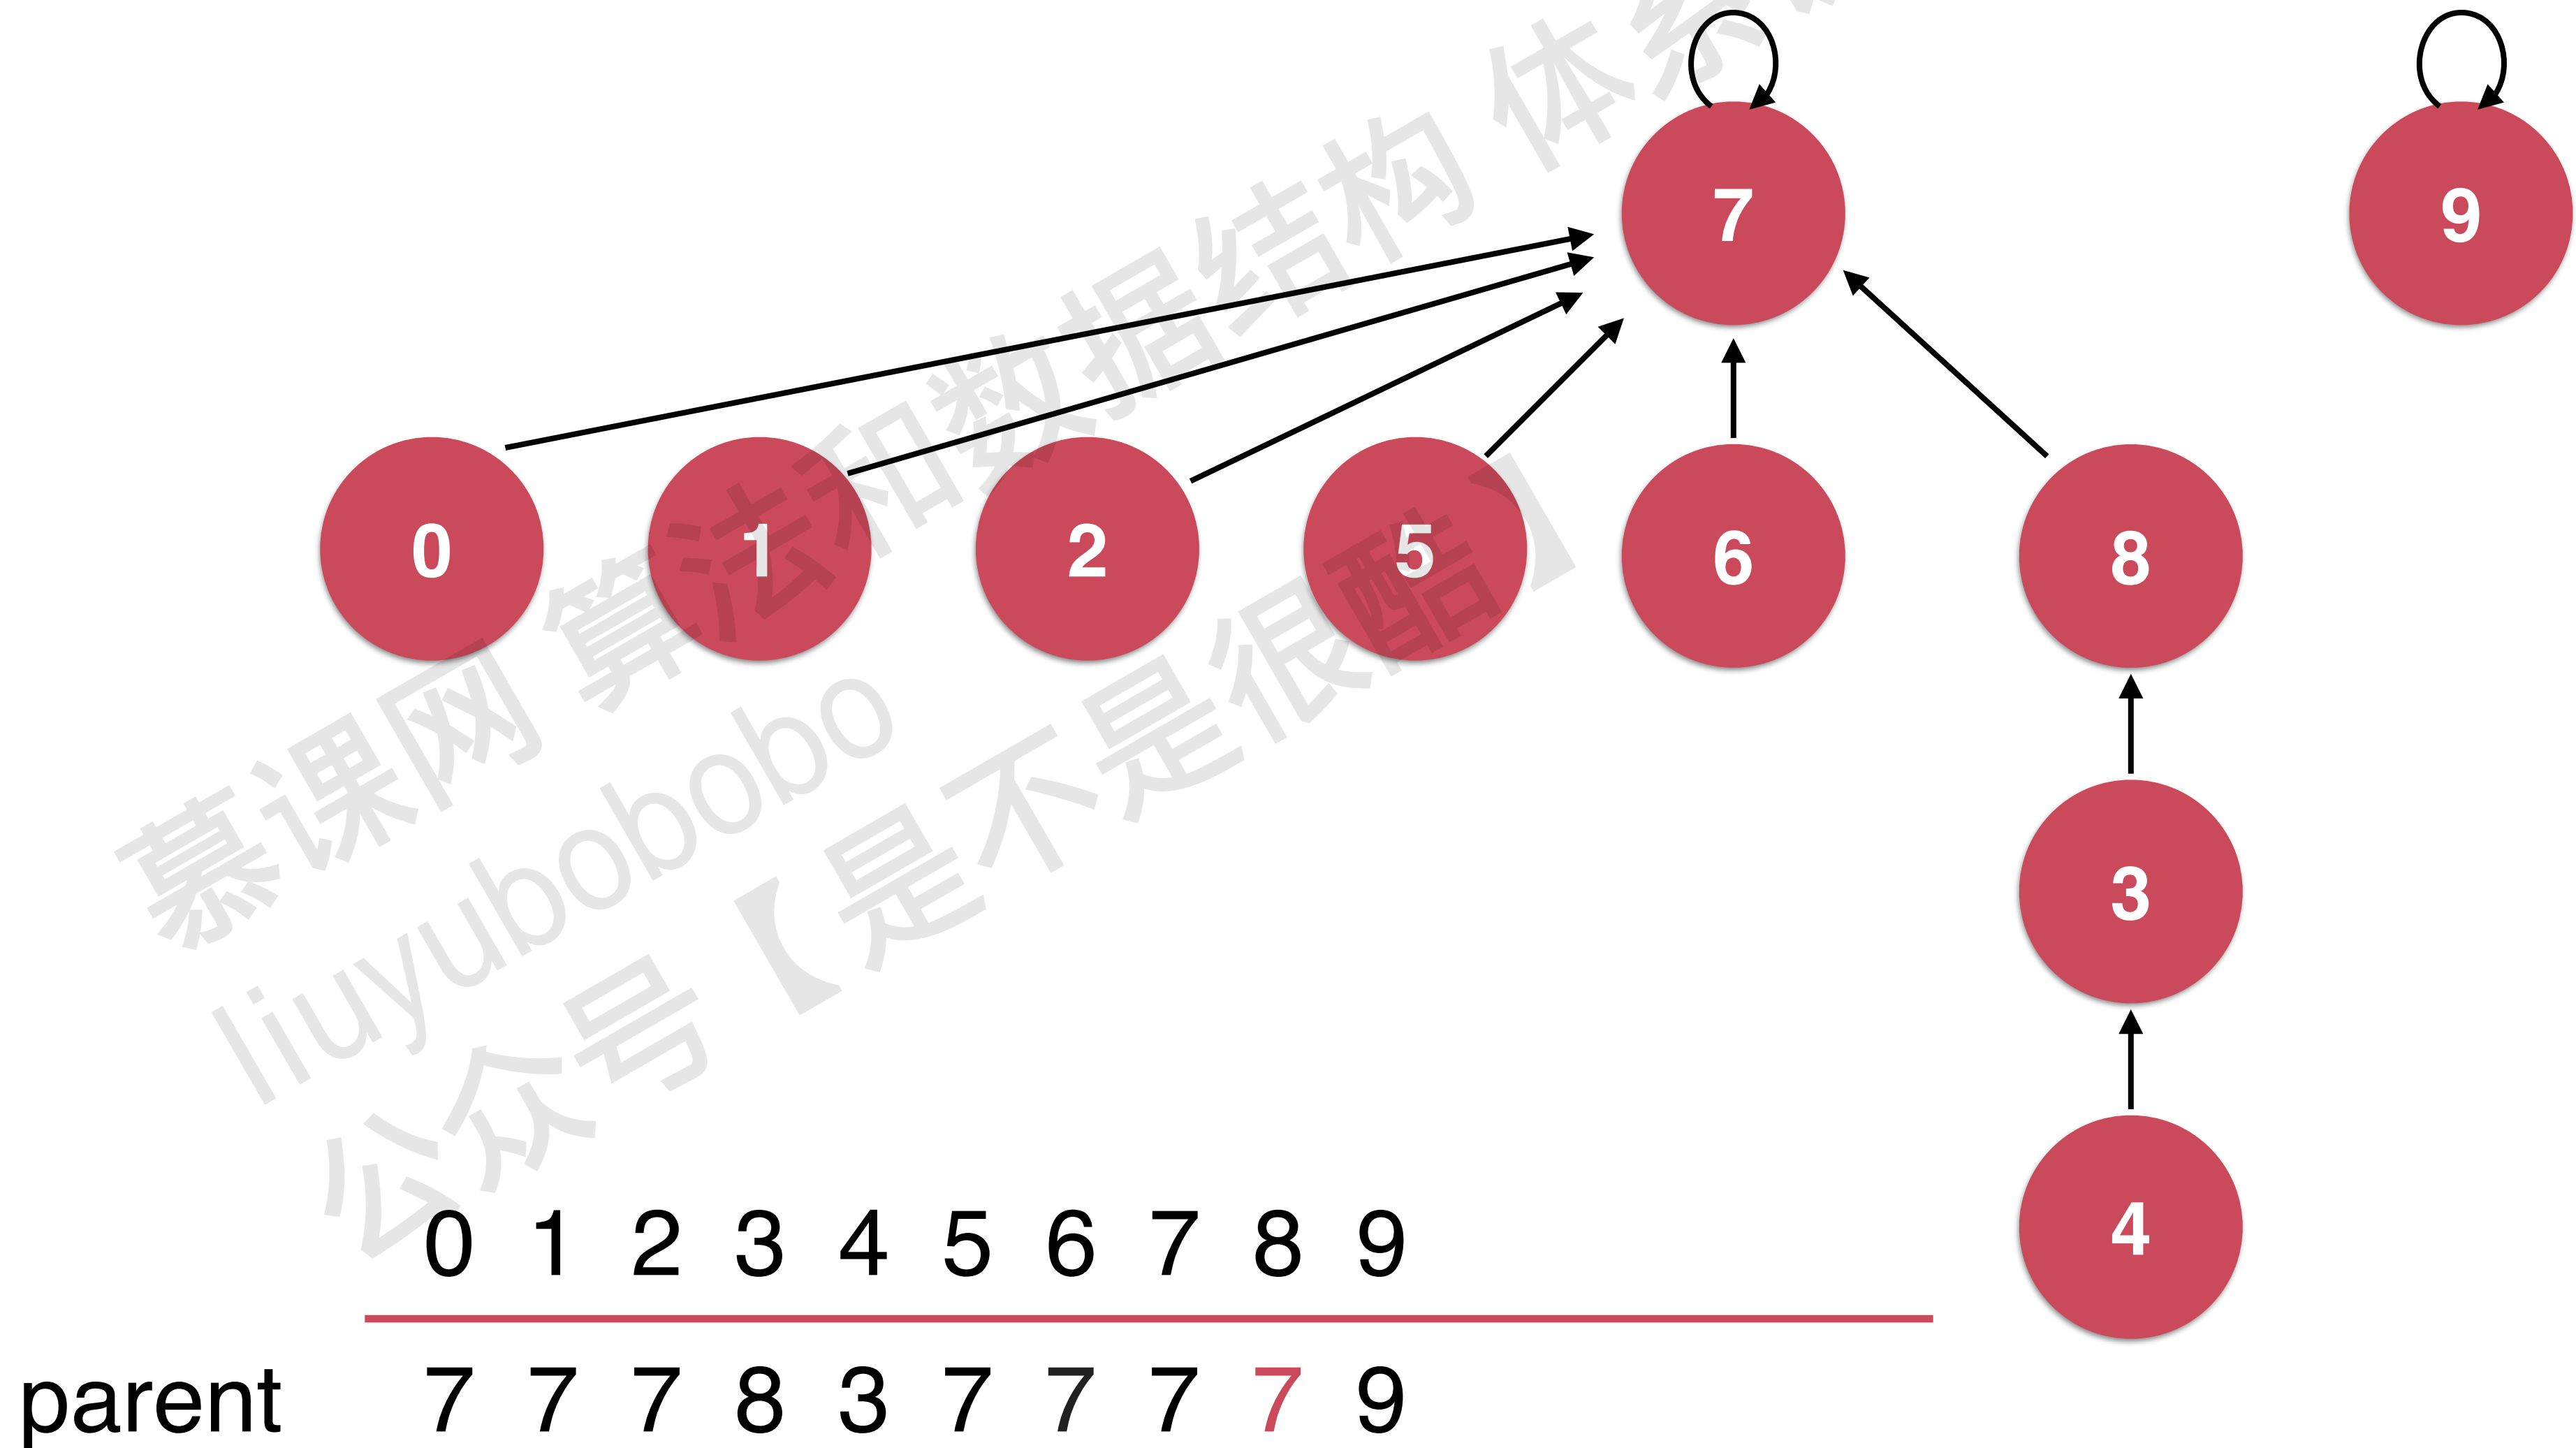 7 9
0 1 2 5 6 8
3
4
0 1 2 3 4 5 6 7 8 9
parent 7 7 7 8 3 7 7 7 7 9
慕课网 算法和数据结构 体系
liuyubobobo
公众号【是不是很酷】